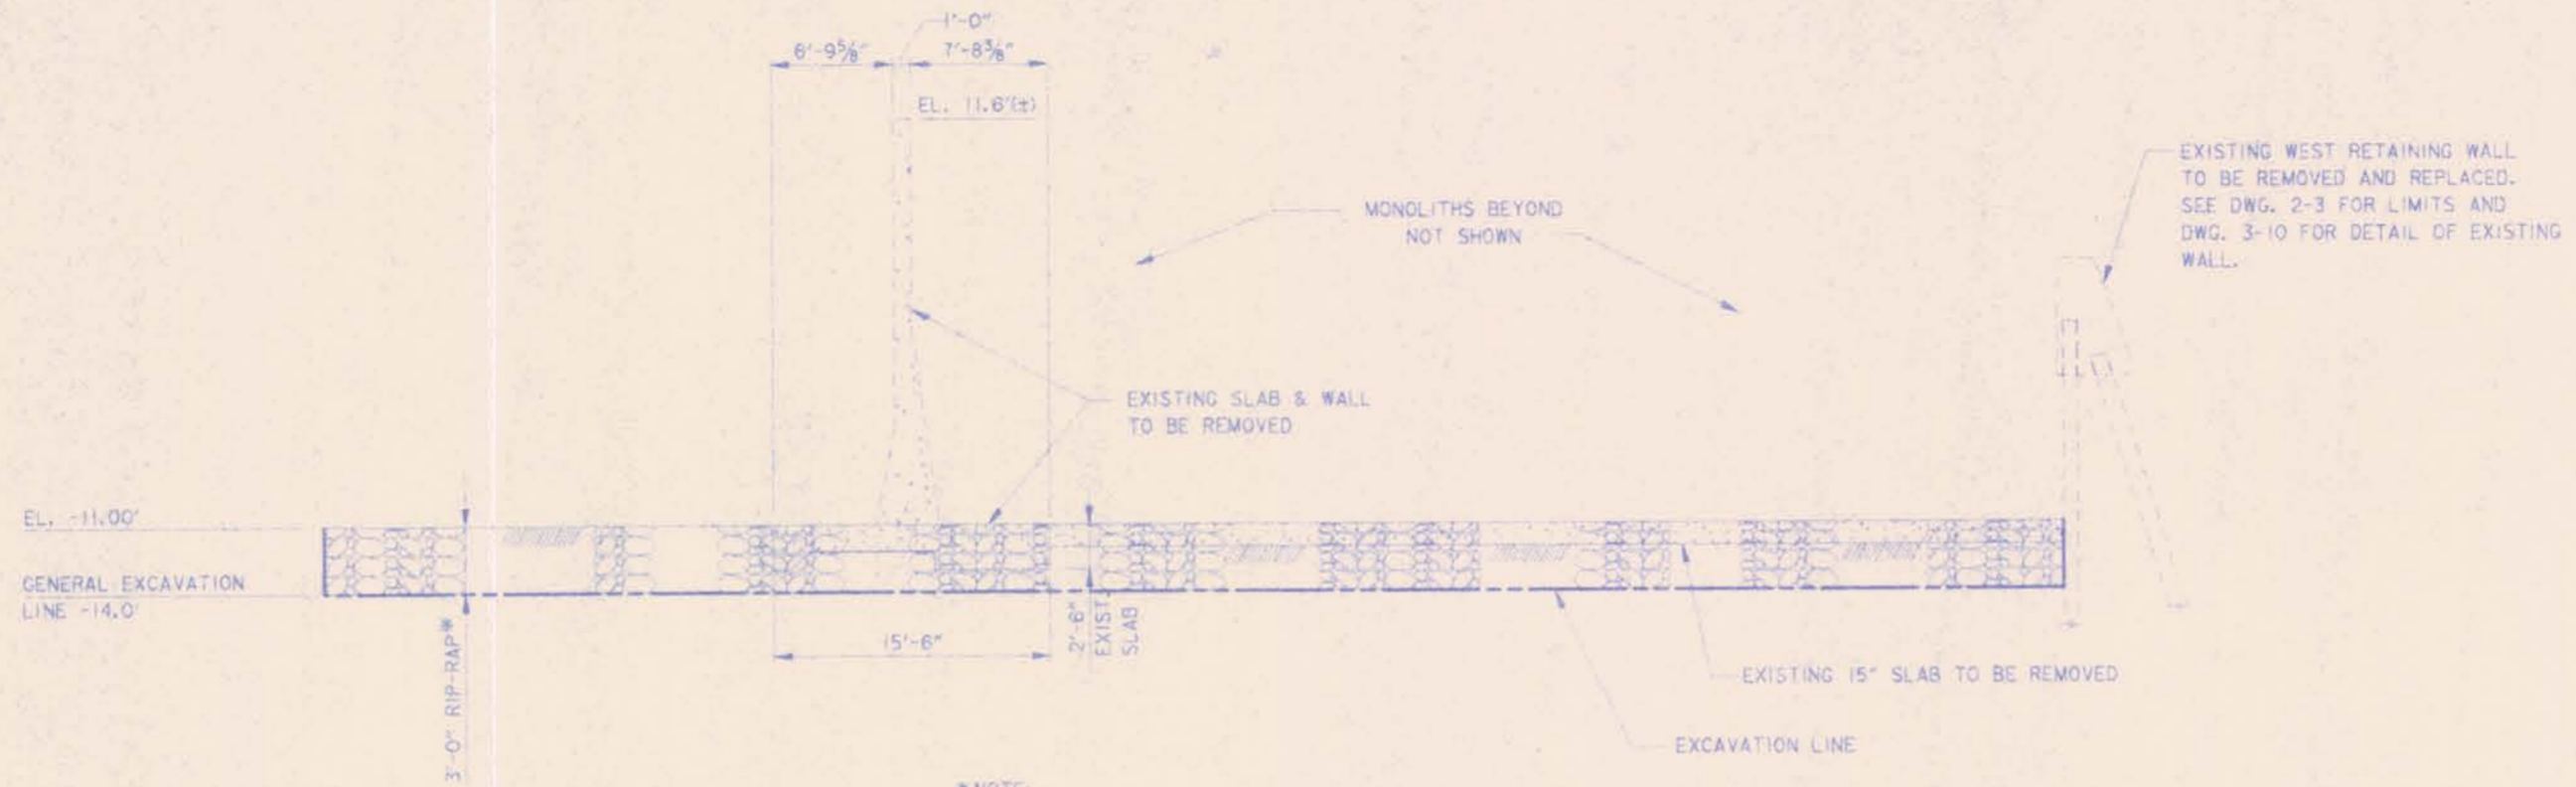 1'-0"
6'-9⅝"
7'-8⅜"
EL. 11.6'(±)
EXISTING WEST RETAINING WALL
TO BE REMOVED AND REPLACED.
SEE DWG. 2-3 FOR LIMITS AND
DWG. 3-10 FOR DETAIL OF EXISTING
WALL.
MONOLITHS BEYOND
NOT SHOWN
EXISTING SLAB & WALL
TO BE REMOVED
EL. -11.00'
GENERAL EXCAVATION
LINE -14.0'
3'-0" RIP-RAP*
15'-6"
2'-6"
EXIST.
SLAB
EXISTING 15" SLAB TO BE REMOVED
EXCAVATION LINE
* NOTE: